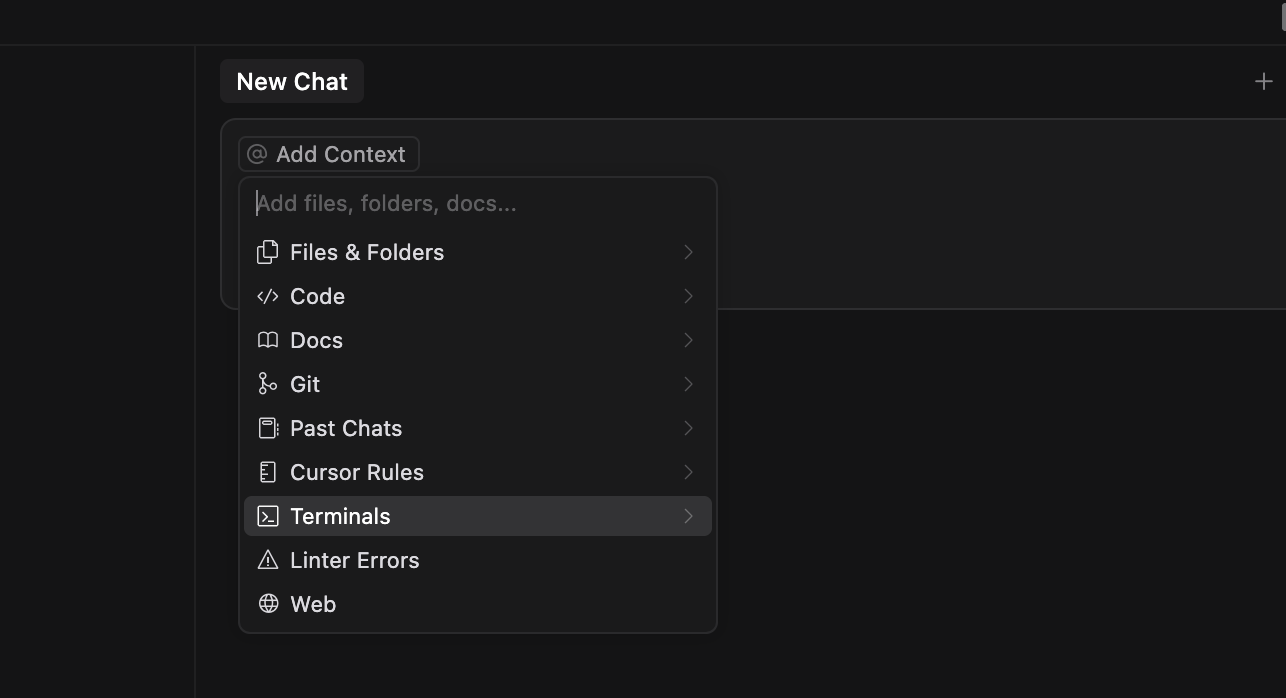 New Chat
@ Add Context
Add files, folders, docs...
Files & Folders
Code
Docs
Git
Past Chats
Cursor Rules
Terminals
Linter Errors
Web